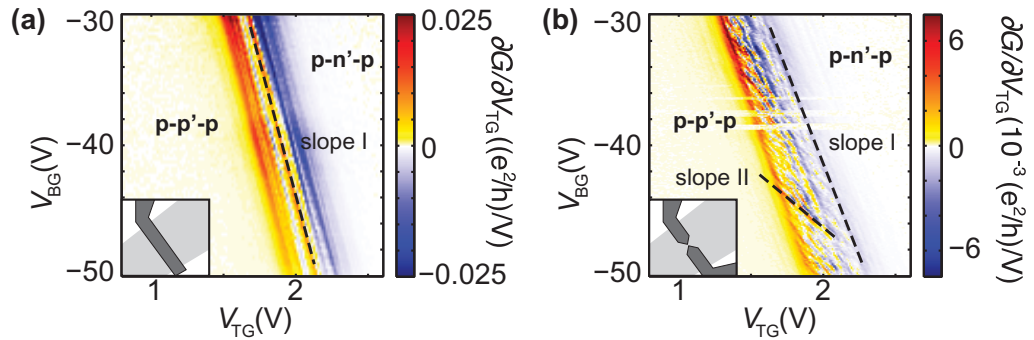 (a)
−30
−40
−50
V_BG(V)
1
2
V_TG(V)
p-p'-p
p-n'-p
slope I
0.025
0
−0.025
∂G/∂V_TG((e²/h)/V)
(b)
−30
−40
−50
V_BG(V)
1
2
V_TG(V)
p-p'-p
p-n'-p
slope I
slope II
6
0
−6
∂G/∂V_TG(10⁻³ (e²/h)/V)